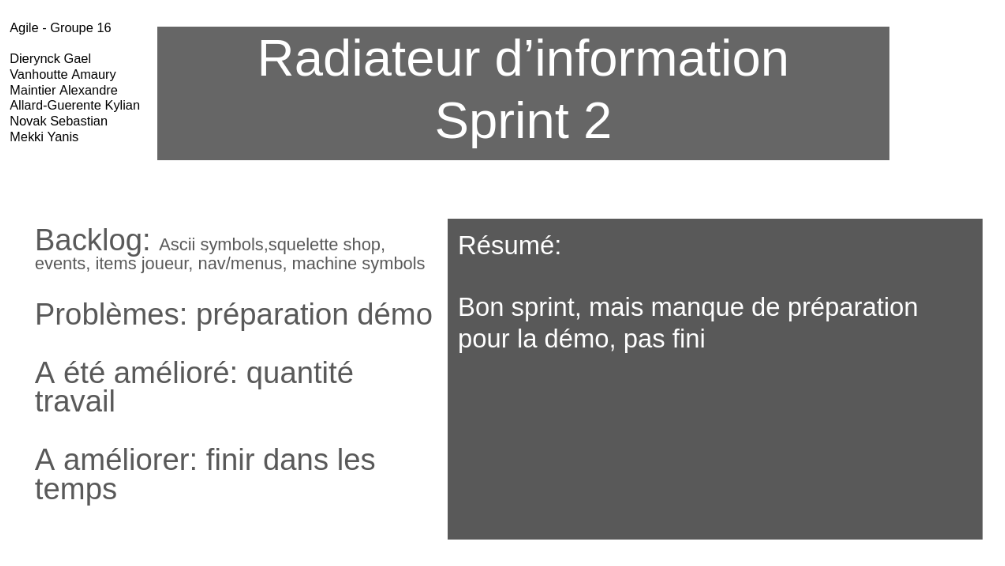 Agile - Groupe 16
Dierynck Gael
Vanhoutte Amaury
Maintier Alexandre
Allard-Guerente Kylian
Novak Sebastian
Mekki Yanis
Radiateur d’information
Sprint 2
Backlog: Ascii symbols,squelette shop,
events, items joueur, nav/menus, machine symbols
Problèmes: préparation démo
A été amélioré: quantité
travail
A améliorer: finir dans les
temps
Résumé:
Bon sprint, mais manque de préparation
pour la démo, pas fini